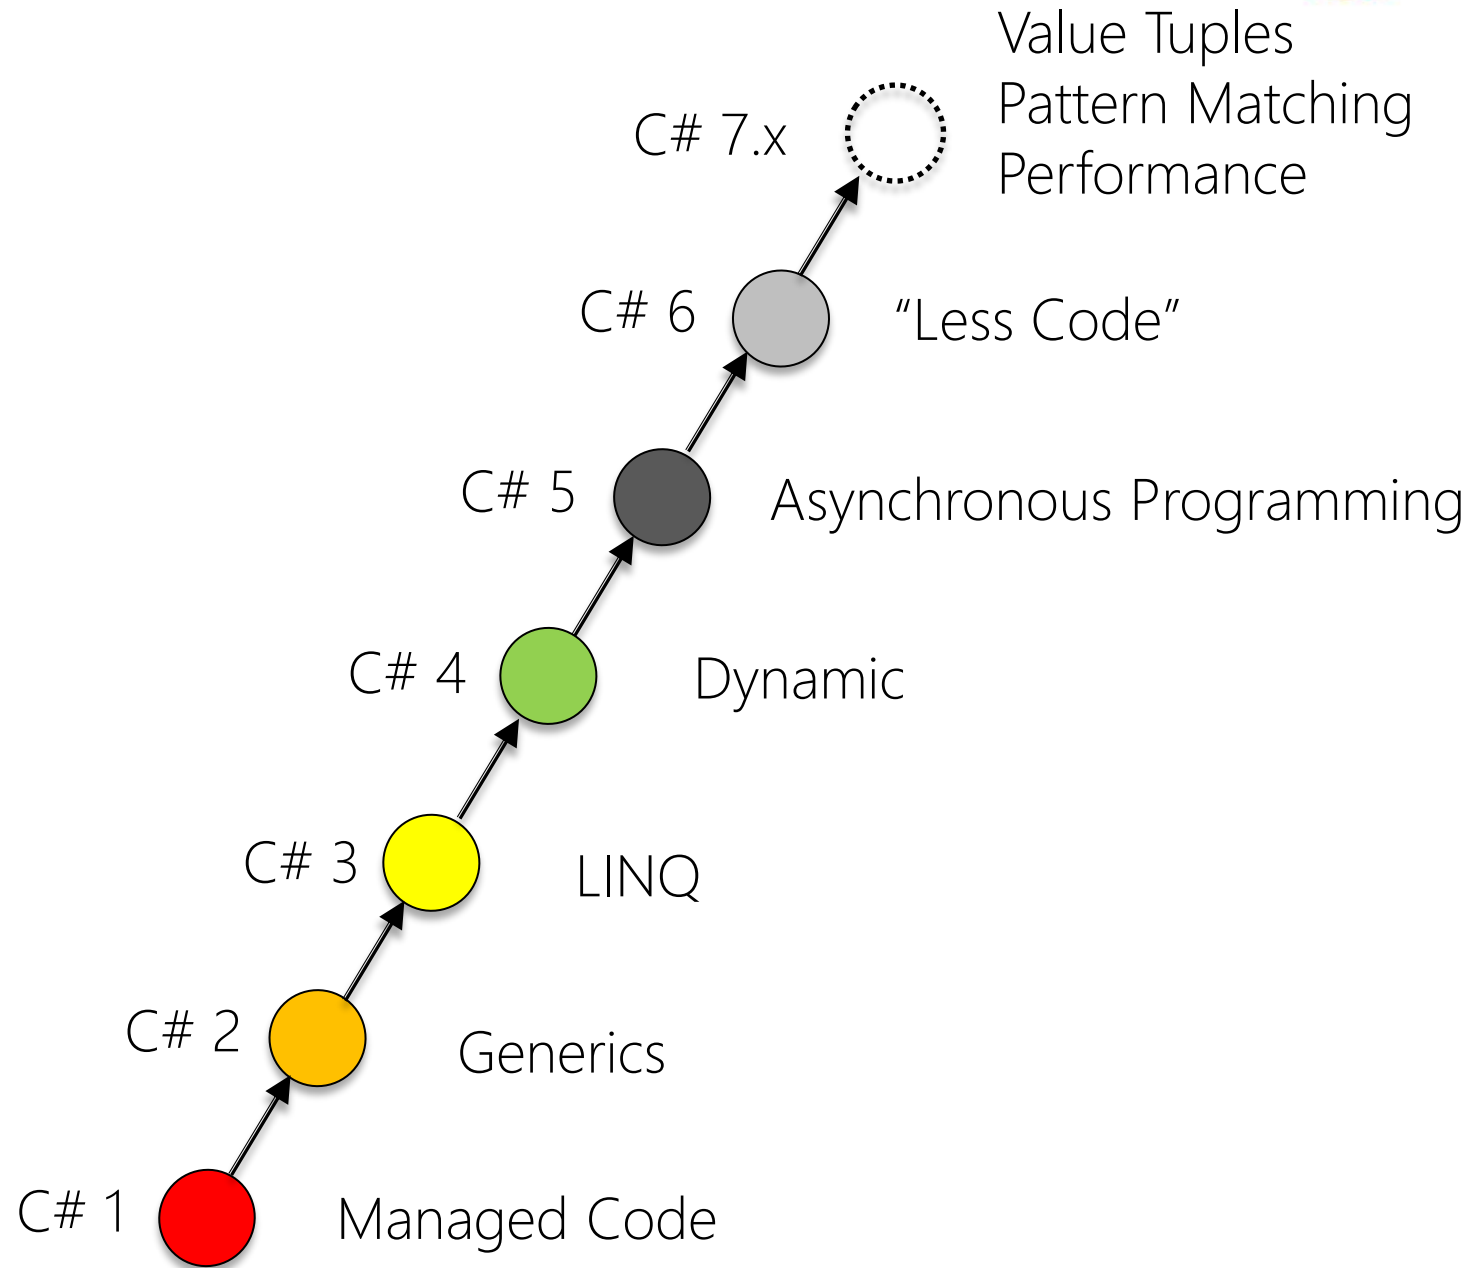 Value Tuples
Pattern Matching
C# 7.x
Performance
C# 6
“Less Code”
C# 5
Asynchronous Programming
C# 4
Dynamic
C# 3
LINQ
C# 2
Generics
C# 1
Managed Code